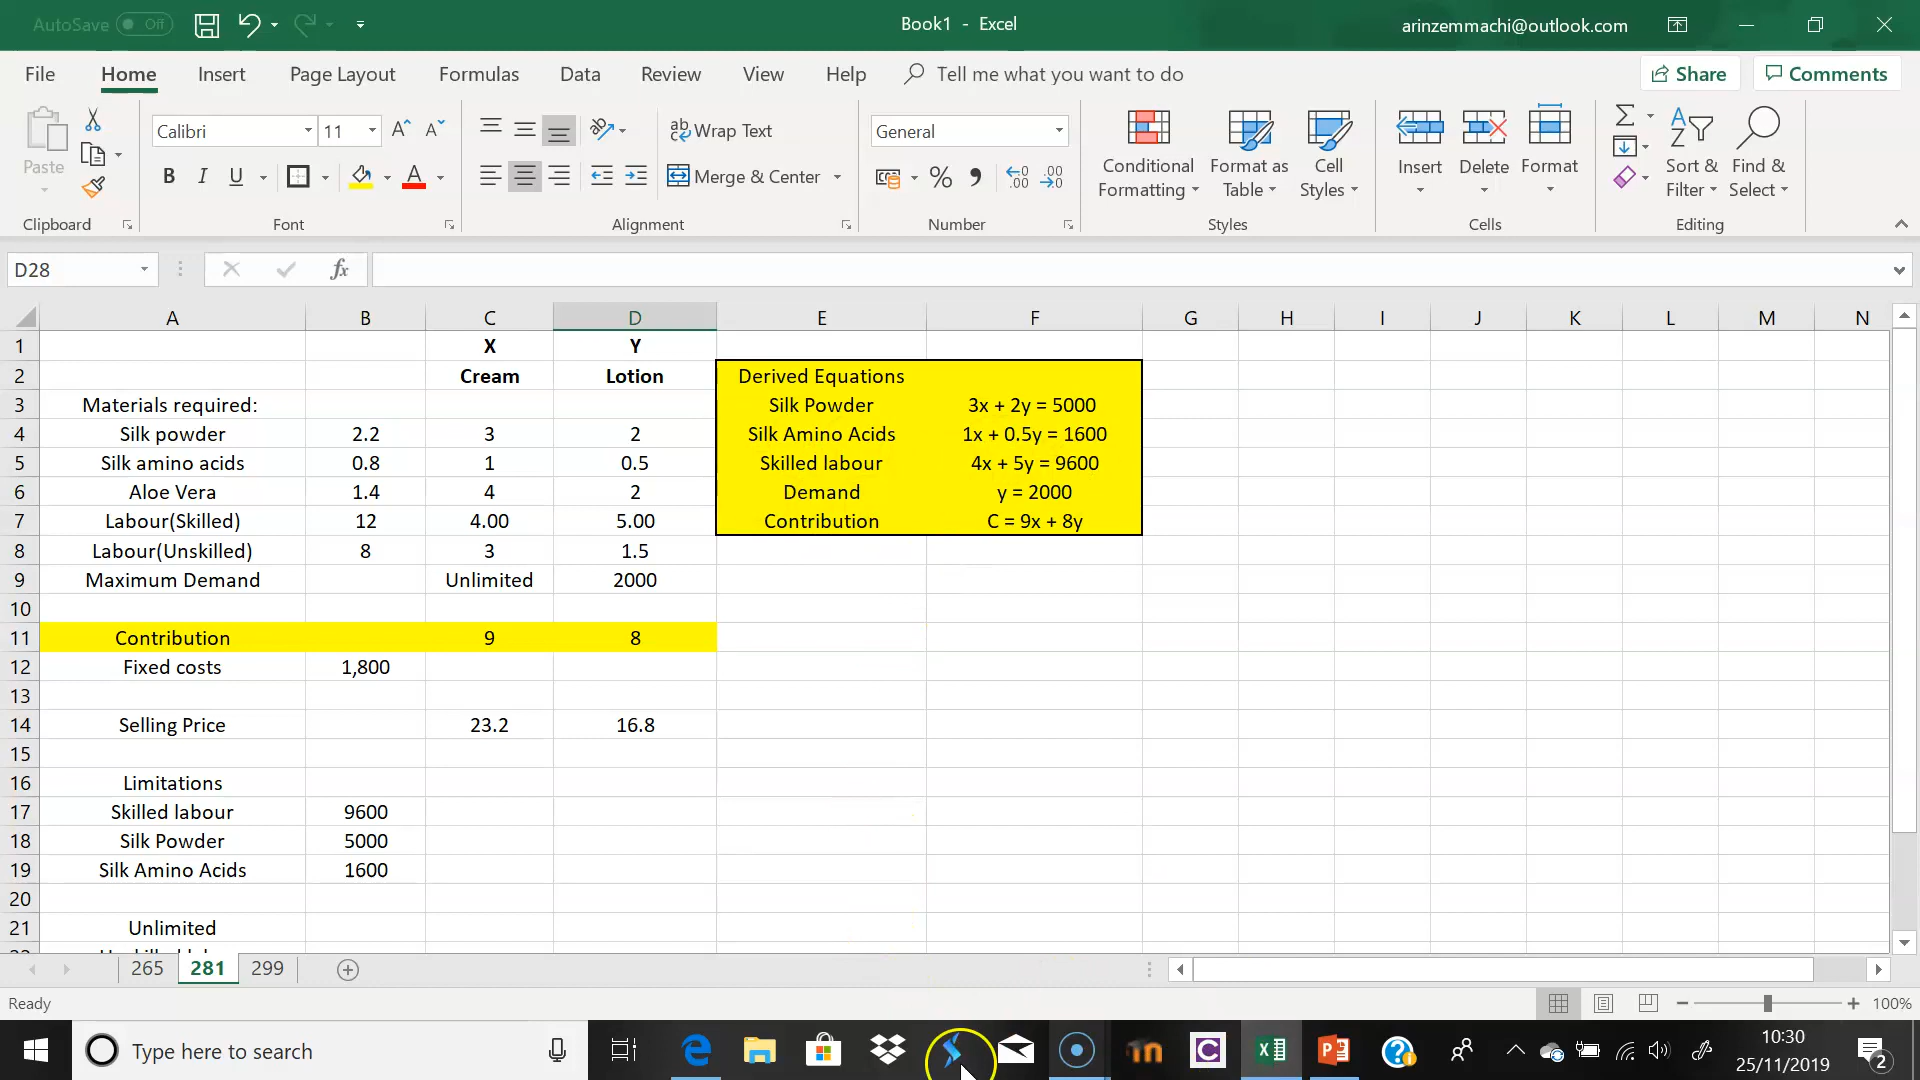 AutoSave Off Book1 - Excel arinzemmachi@outlook.com
File Home Insert Page Layout Formulas Data Review View Help Tell me what you want to do Share Comments
Paste Calibri 11 A A ab Wrap Text General Conditional Formatting Format as Table Cell Styles Insert Delete Format Sort & Filter Find & Select
B I U A Merge & Center % .00 .00
Clipboard Font Alignment Number Styles Cells Editing
D28 fx
A B C D E F G H I J K L M N
1 X Y
2 Cream Lotion Derived Equations
3 Materials required: Silk Powder 3x + 2y = 5000
4 Silk powder 2.2 3 2 Silk Amino Acids 1x + 0.5y = 1600
5 Silk amino acids 0.8 1 0.5 Skilled labour 4x + 5y = 9600
6 Aloe Vera 1.4 4 2 Demand y = 2000
7 Labour(Skilled) 12 4.00 5.00 Contribution C = 9x + 8y
8 Labour(Unskilled) 8 3 1.5
9 Maximum Demand Unlimited 2000
10
11 Contribution 9 8
12 Fixed costs 1,800
13
14 Selling Price 23.2 16.8
15
16 Limitations
17 Skilled labour 9600
18 Silk Powder 5000
19 Silk Amino Acids 1600
20
21 Unlimited
265 281 299
Ready 100%
Type here to search 10:30
25/11/2019 2